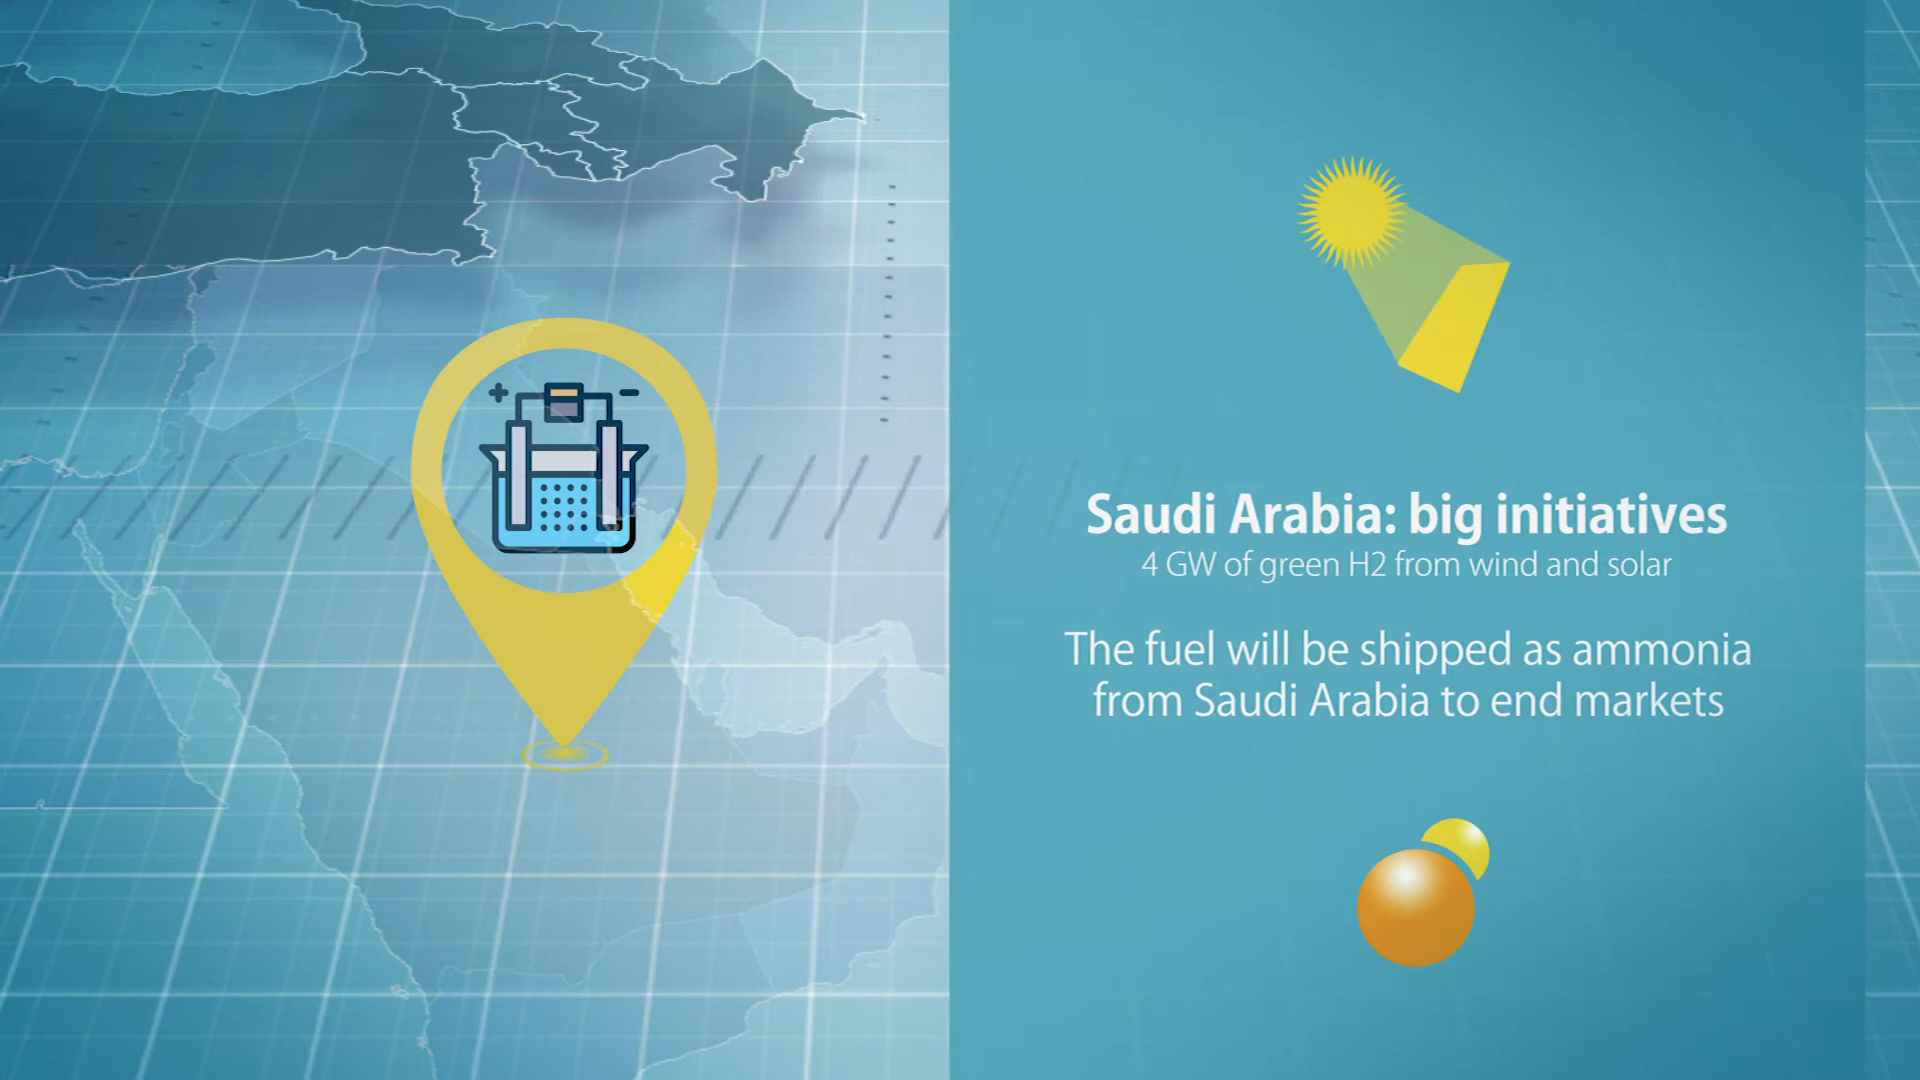 Saudi Arabia: big initiatives
4 GW of green H2 from wind and solar
The fuel will be shipped as ammonia
from Saudi Arabia to end markets